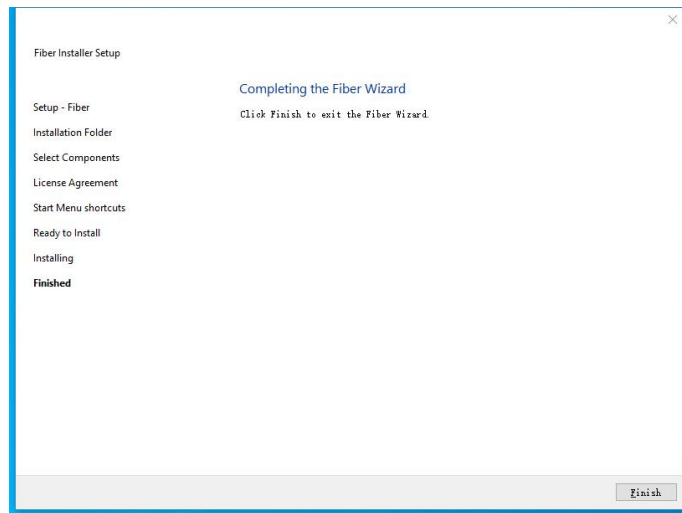 Fiber Installer Setup
Completing the Fiber Wizard
Click Finish to exit the Fiber Wizard.
Setup - Fiber
Installation Folder
Select Components
License Agreement
Start Menu shortcuts
Ready to Install
Installing
Finished
Finish